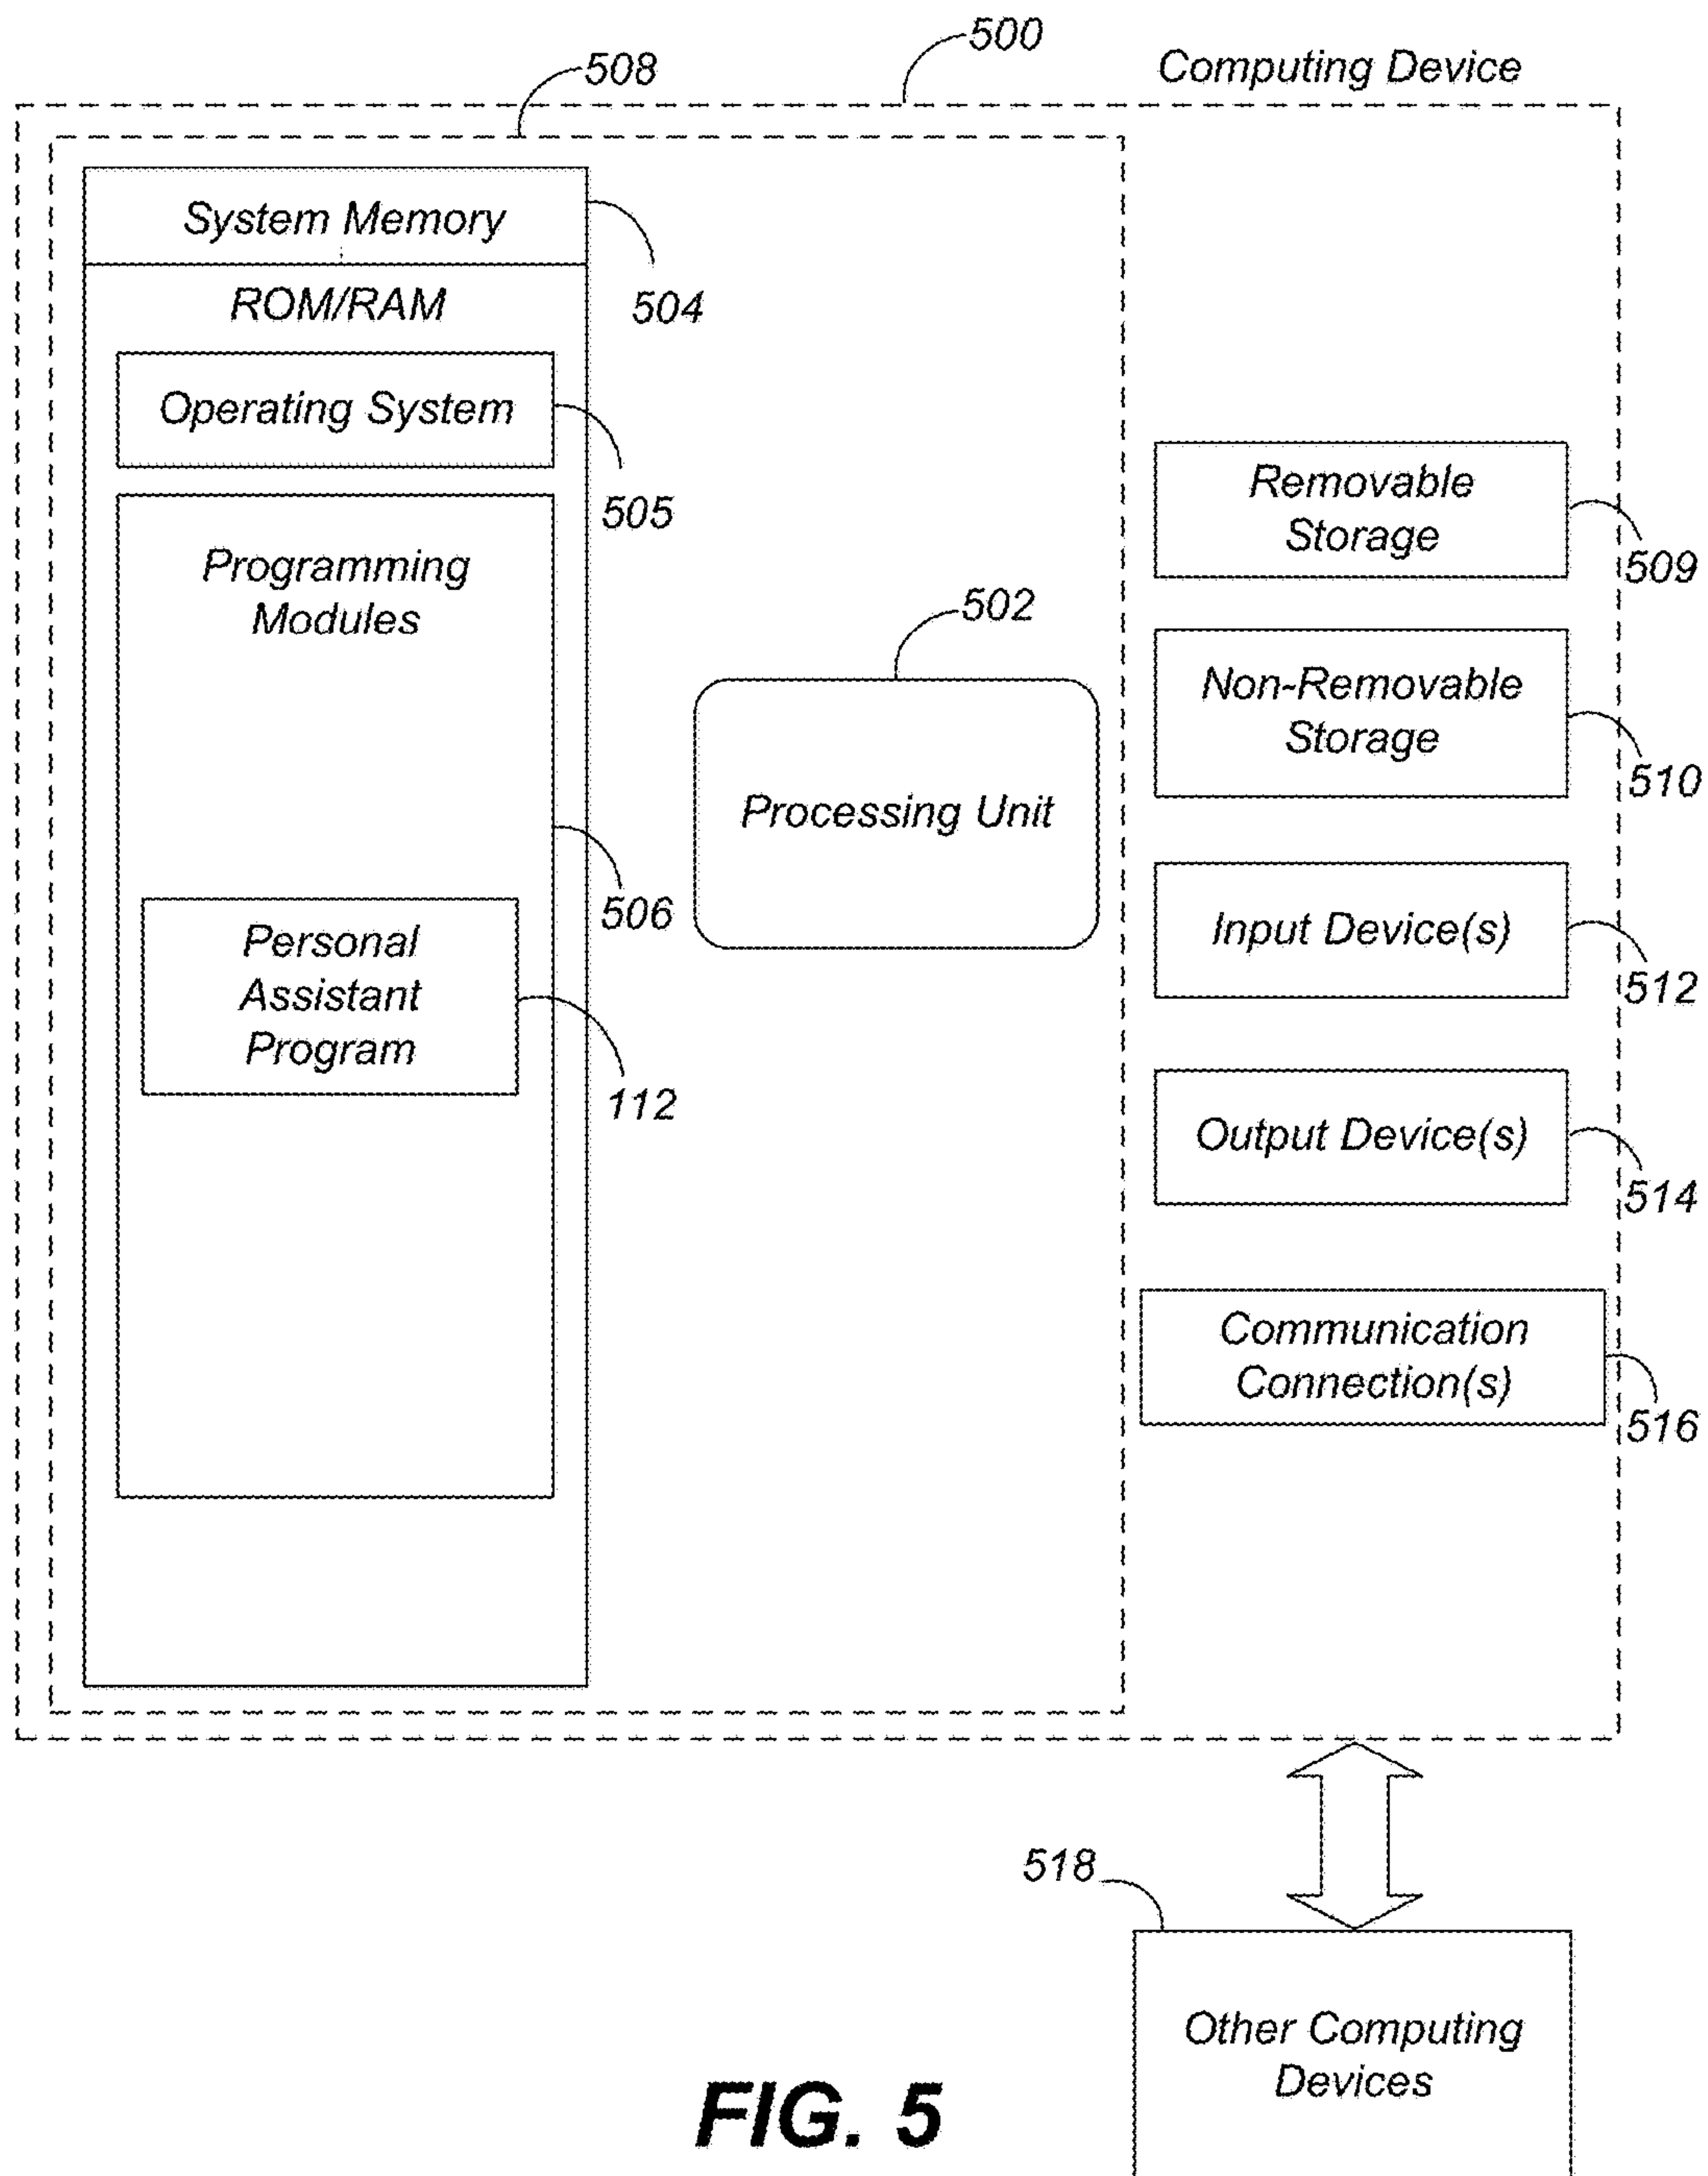 500
Computing Device
508
System Memory
504
ROM/RAM
Operating System
505
Programming
Modules
506
Personal
Assistant
Program
112
502
Processing Unit
Removable
Storage
509
Non-Removable
Storage
510
Input Device(s)
512
Output Device(s)
514
Communication
Connection(s)
516
518
Other Computing
Devices
FIG. 5